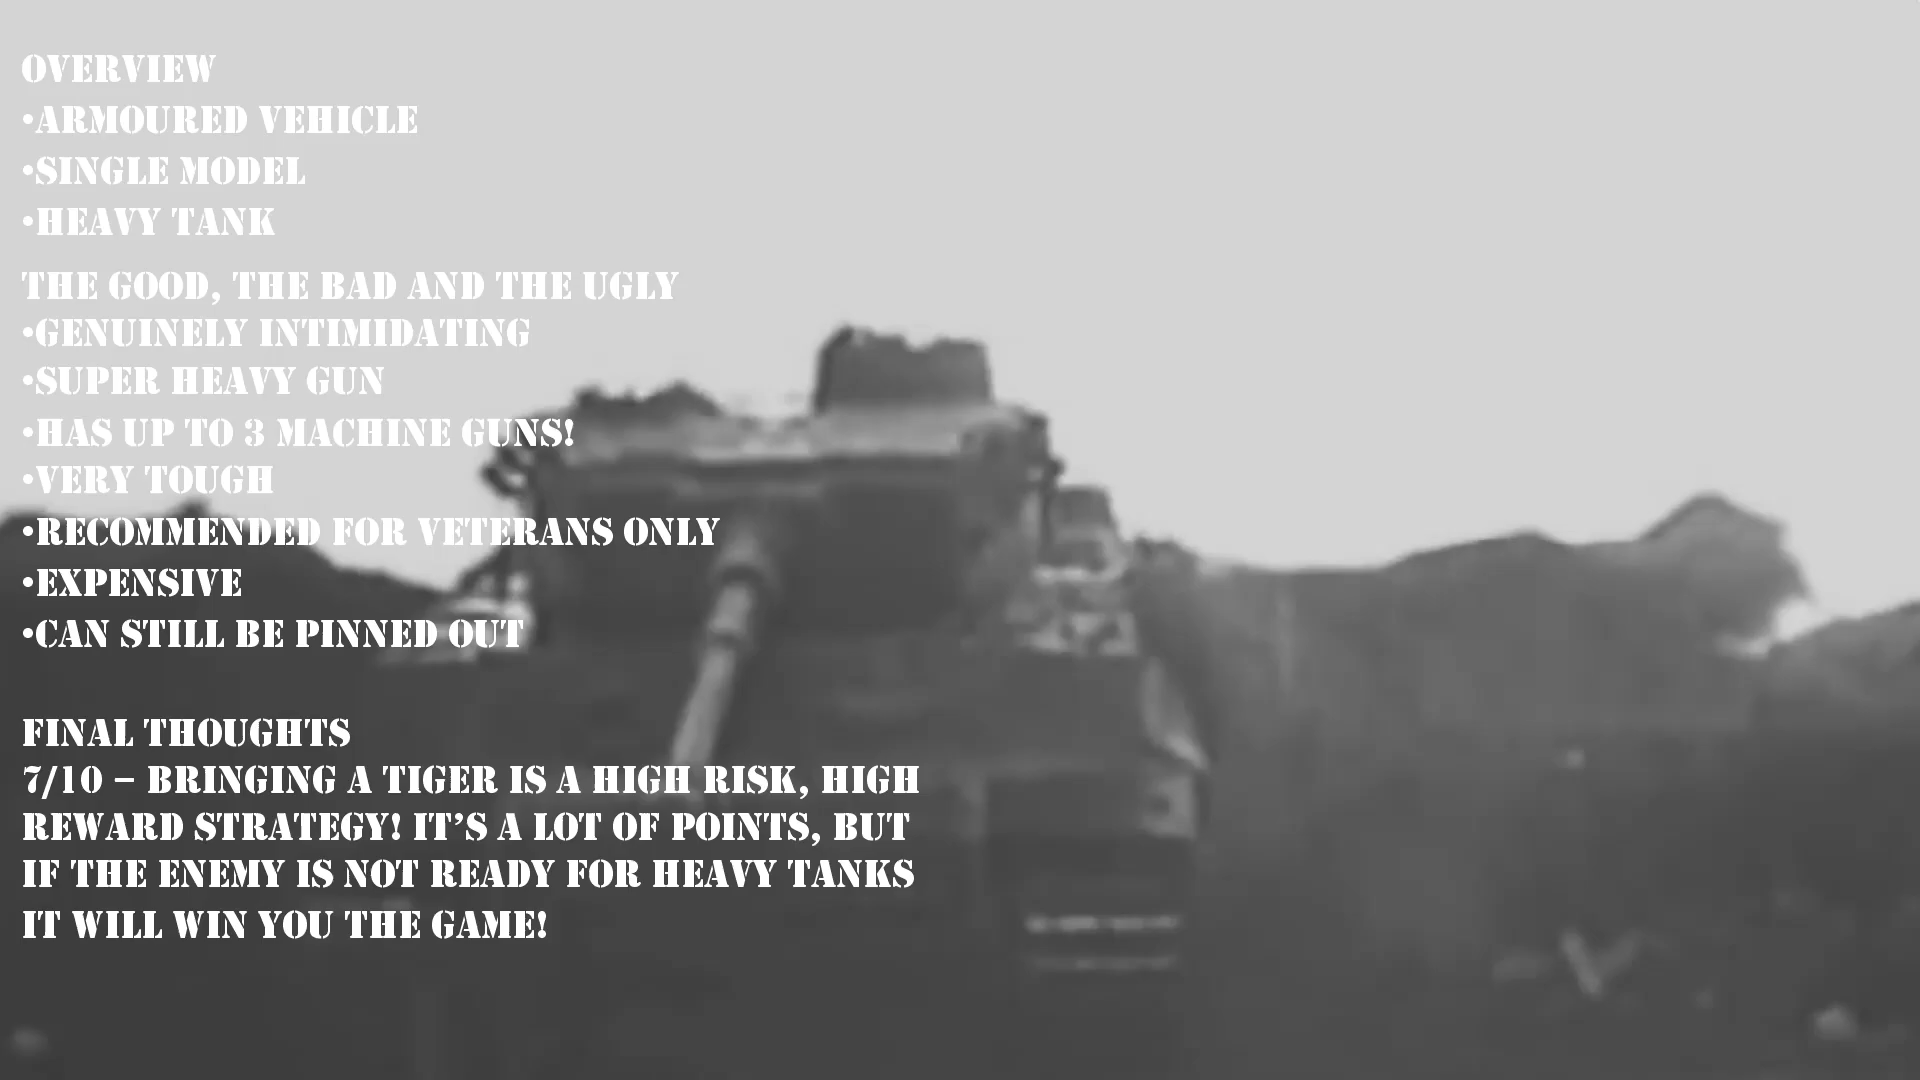 OVERVIEW
•ARMOURED VEHICLE
•SINGLE MODEL
•HEAVY TANK
THE GOOD, THE BAD AND THE UGLY
•GENUINELY INTIMIDATING
•SUPER HEAVY GUN
•HAS UP TO 3 MACHINE GUNS!
•VERY TOUGH
•RECOMMENDED FOR VETERANS ONLY
•EXPENSIVE
•CAN STILL BE PINNED OUT
FINAL THOUGHTS
7/10 – BRINGING A TIGER IS A HIGH RISK, HIGH
REWARD STRATEGY! IT’S A LOT OF POINTS, BUT
IF THE ENEMY IS NOT READY FOR HEAVY TANKS
IT WILL WIN YOU THE GAME!